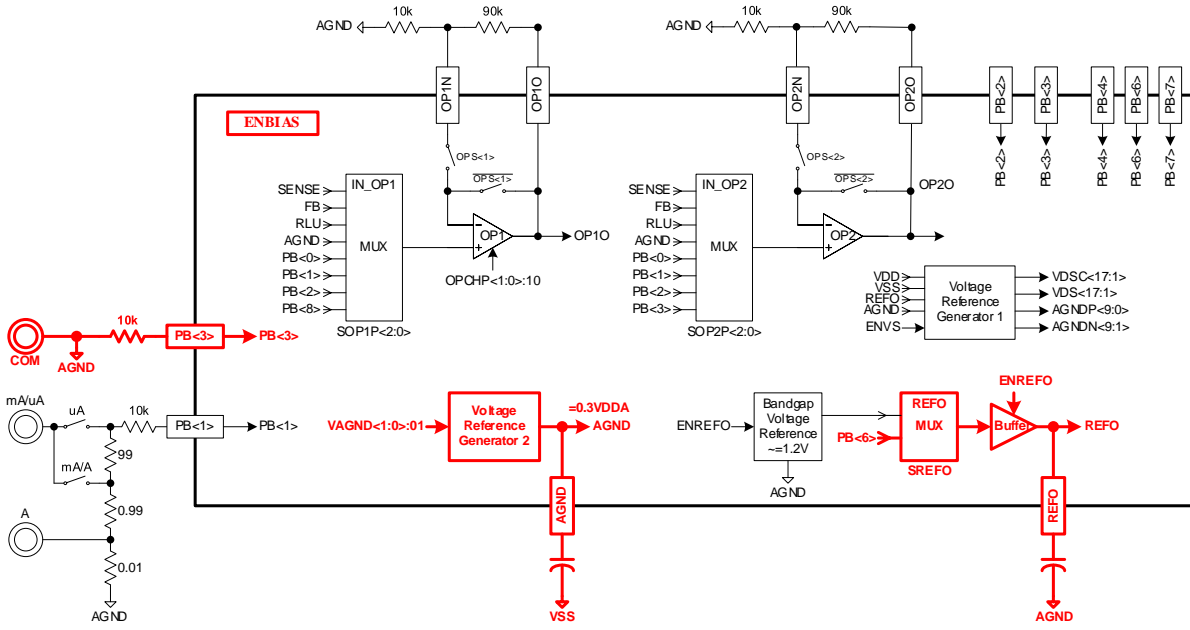 10k
90k
AGND
10k
90k
AGND
OP1N
OP1O
OP2N
OP2O
PB<2>
PB<3>
PB<4>
PB<6>
PB<7>
ENBIAS
PB<2>
PB<3>
PB<4>
PB<6>
PB<7>
OPS<1>
OPS<1>
OPS<2>
OPS<2>
SENSE
FB
RLU
AGND
PB<0>
PB<1>
PB<2>
PB<8>
IN_OP1
MUX
SOP1P<2:0>
OP1
OP1O
OPCHP<1:0>:10
SENSE
FB
RLU
AGND
PB<0>
PB<1>
PB<2>
PB<3>
IN_OP2
MUX
SOP2P<2:0>
OP2
OP2O
VDD
VSS
REFO
AGND
ENVS
Voltage
Reference
Generator 1
VDSC<17:1>
VDS<17:1>
AGNDP<9:0>
AGNDN<9:1>
COM
AGND
10k
PB<3>
PB<3>
mA/uA
uA
10k
PB<1>
PB<1>
99
mA/A
0.99
A
0.01
AGND
VAGND<1:0>:01
Voltage
Reference
Generator 2
=0.3VDDA
AGND
AGND
VSS
ENREFO
Bandgap
Voltage
Reference
~=1.2V
AGND
PB<6>
REFO
MUX
SREFO
ENREFO
Buffer
REFO
REFO
AGND